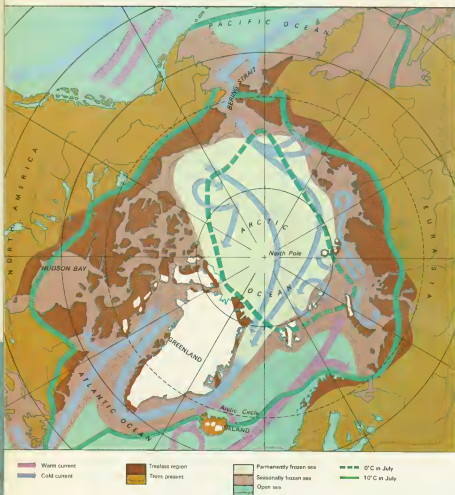 PACIFIC OCEAN
BERING STRAIT
NORTH AMERICA
EURASIA
ARCTIC
North Pole
OCEAN
HUDSON BAY
GREENLAND
ATLANTIC OCEAN
Arctic Circle
ICELAND
Warm current
Cold current
Treeless region
Trees present
Permanently frozen sea
Seasonally frozen sea
Open sea
0°C in July
10°C in July